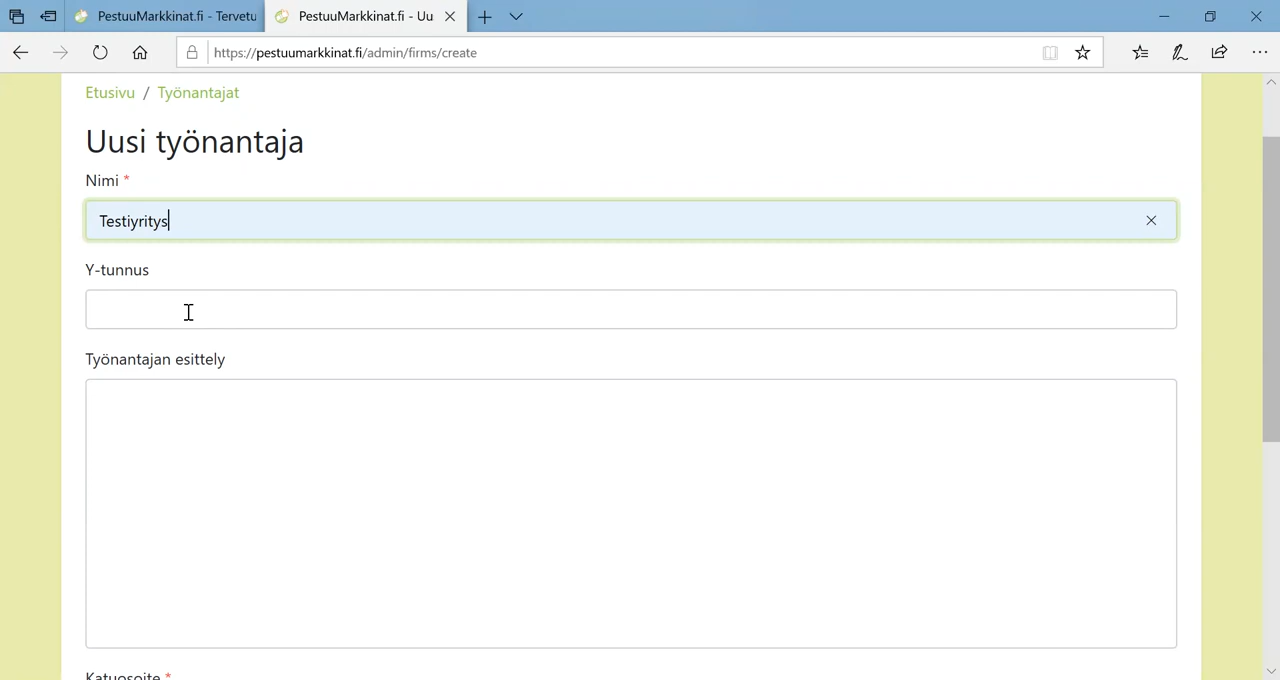 PestuuMarkkinat.fi - Tervetu
PestuuMarkkinat.fi - Uu
https://pestuumarkkinat.fi/admin/firms/create
Etusivu / Työnantajat
Uusi työnantaja
Nimi *
Testiyritys
Y-tunnus
Työnantajan esittely
Katuosoite *